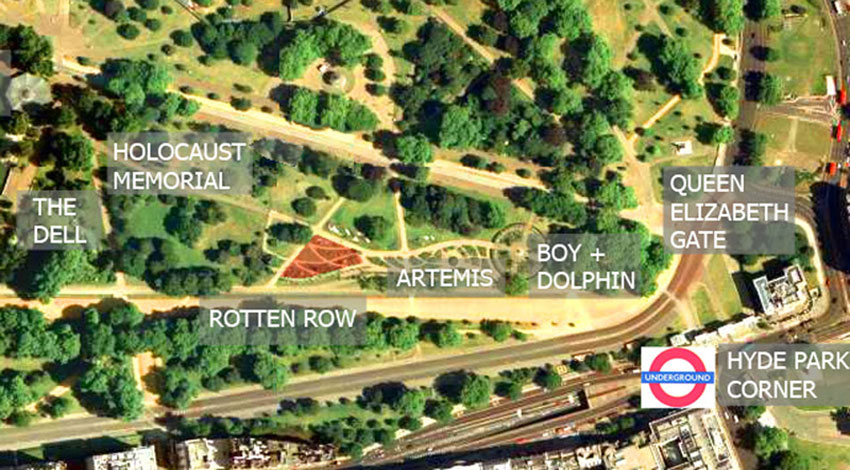 HOLOCAUST
MEMORIAL
THE
DELL
QUEEN
ELIZABETH
GATE
BOY +
DOLPHIN
ARTEMIS
ROTTEN ROW
UNDERGROUND
HYDE PARK
CORNER